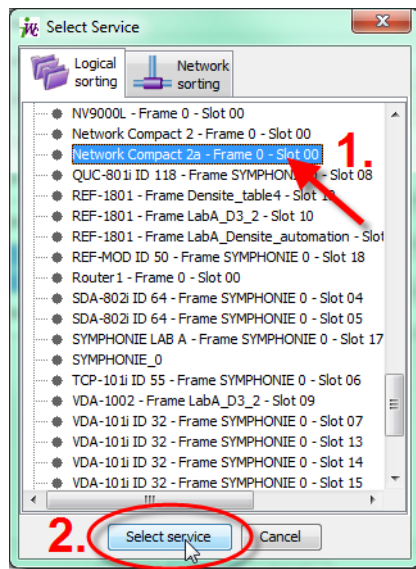 Select Service
Logical sorting
Network sorting
NV9000L - Frame 0 - Slot 00
Network Compact 2 - Frame 0 - Slot 00
Network Compact 2a - Frame 0 - Slot 00
1.
QUC-801i ID 118 - Frame SYMPHONIE 0 - Slot 08
REF-1801 - Frame Densite_table4 - Slot
REF-1801 - Frame LabA_D3_2 - Slot 10
REF-1801 - Frame LabA_Densite_automation - Slot
REF-MOD ID 50 - Frame SYMPHONIE 0 - Slot 18
Router1 - Frame 0 - Slot 00
SDA-802i ID 64 - Frame SYMPHONIE 0 - Slot 04
SDA-802i ID 64 - Frame SYMPHONIE 0 - Slot 05
SYMPHONIE LAB A - Frame SYMPHONIE 0 - Slot 17
SYMPHONIE_0
TCP-101i ID 55 - Frame SYMPHONIE 0 - Slot 06
VDA-1002 - Frame LabA_D3_2 - Slot 09
VDA-101i ID 32 - Frame SYMPHONIE 0 - Slot 07
VDA-101i ID 32 - Frame SYMPHONIE 0 - Slot 13
VDA-101i ID 32 - Frame SYMPHONIE 0 - Slot 14
VDA-101i ID 32 - Frame SYMPHONIE 0 - Slot 15
2.
Select service
Cancel